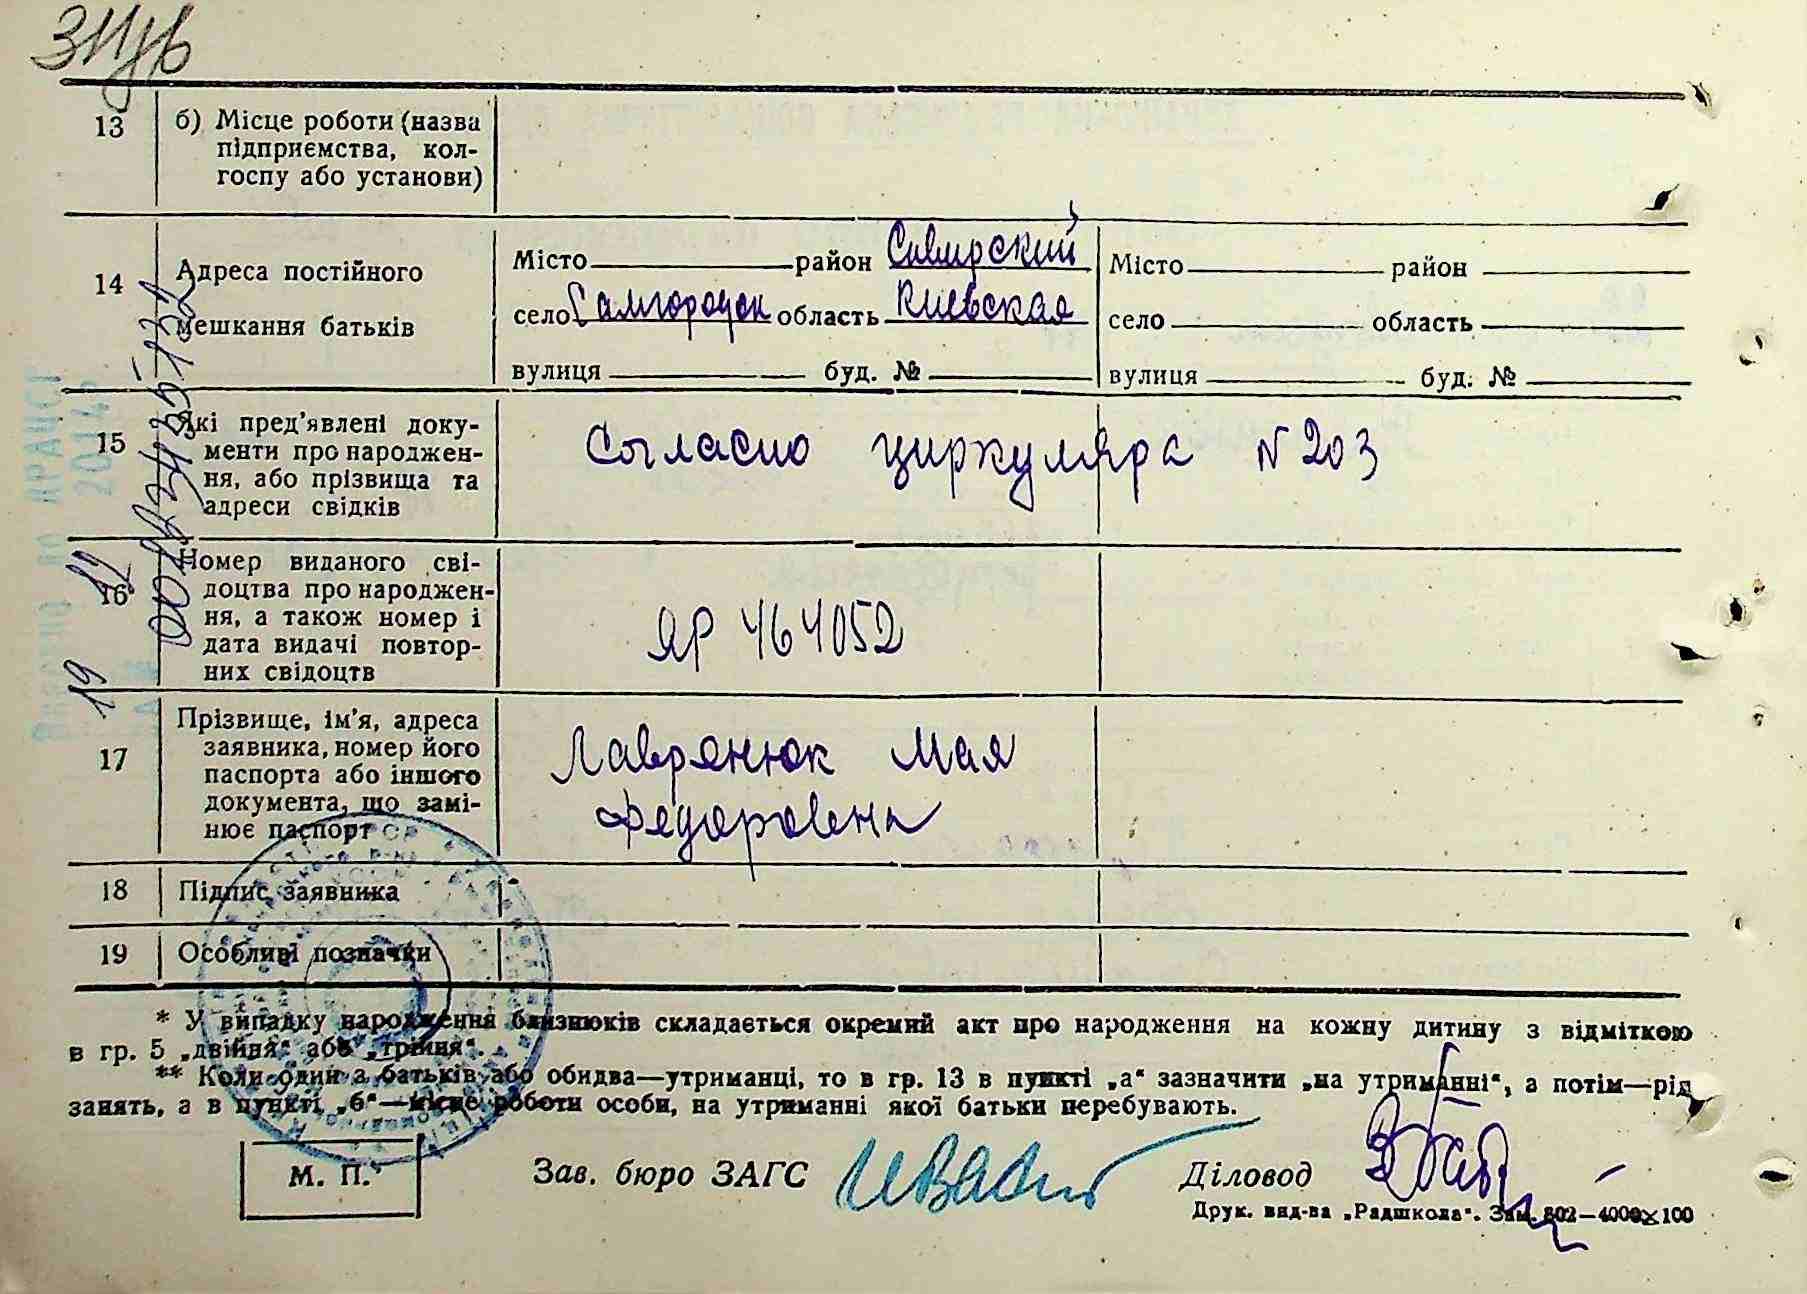 13
б) Місце роботи (назва
підприємства, кол-
госпу або установи)
14
Адреса постійного
мешкання батьків
Місто район Сквирский
село Самгородок область Киевская
вулиця буд. №
Місто район
село область
вулиця буд. №
15
Які пред'явлені доку-
менти про народжен-
ня, або прізвища та
адреси свідків
Согласно циркуляра N 203
16
Номер виданого сві-
доцтва про народжен-
ня, а також номер і
дата видачі повтор-
них свідоцтв
ЯР 464052
17
Прізвище, ім'я, адреса
заявника, номер його
паспорта або іншого
документа, що замі-
нює паспорт
Лавренюк Мая
Федоровна
18
Підпис заявника
19
Особливі позначки
* У випадку народження близнюків складається окремий акт про народження на кожну дитину з відміткою
в гр. 5 „двійня“ або „трійня“.
** Коли один з батьків або обидва—утриманці, то в гр. 13 в пункті „а“ зазначити „на утриманні“, а потім—рід
занять, а в пункті „б“—місце роботи особи, на утриманні якої батьки перебувають.
М. П.
Зав. бюро ЗАГС
Діловод
Друк. вид-ва „Радшкола“. Зам. 802—4000×100